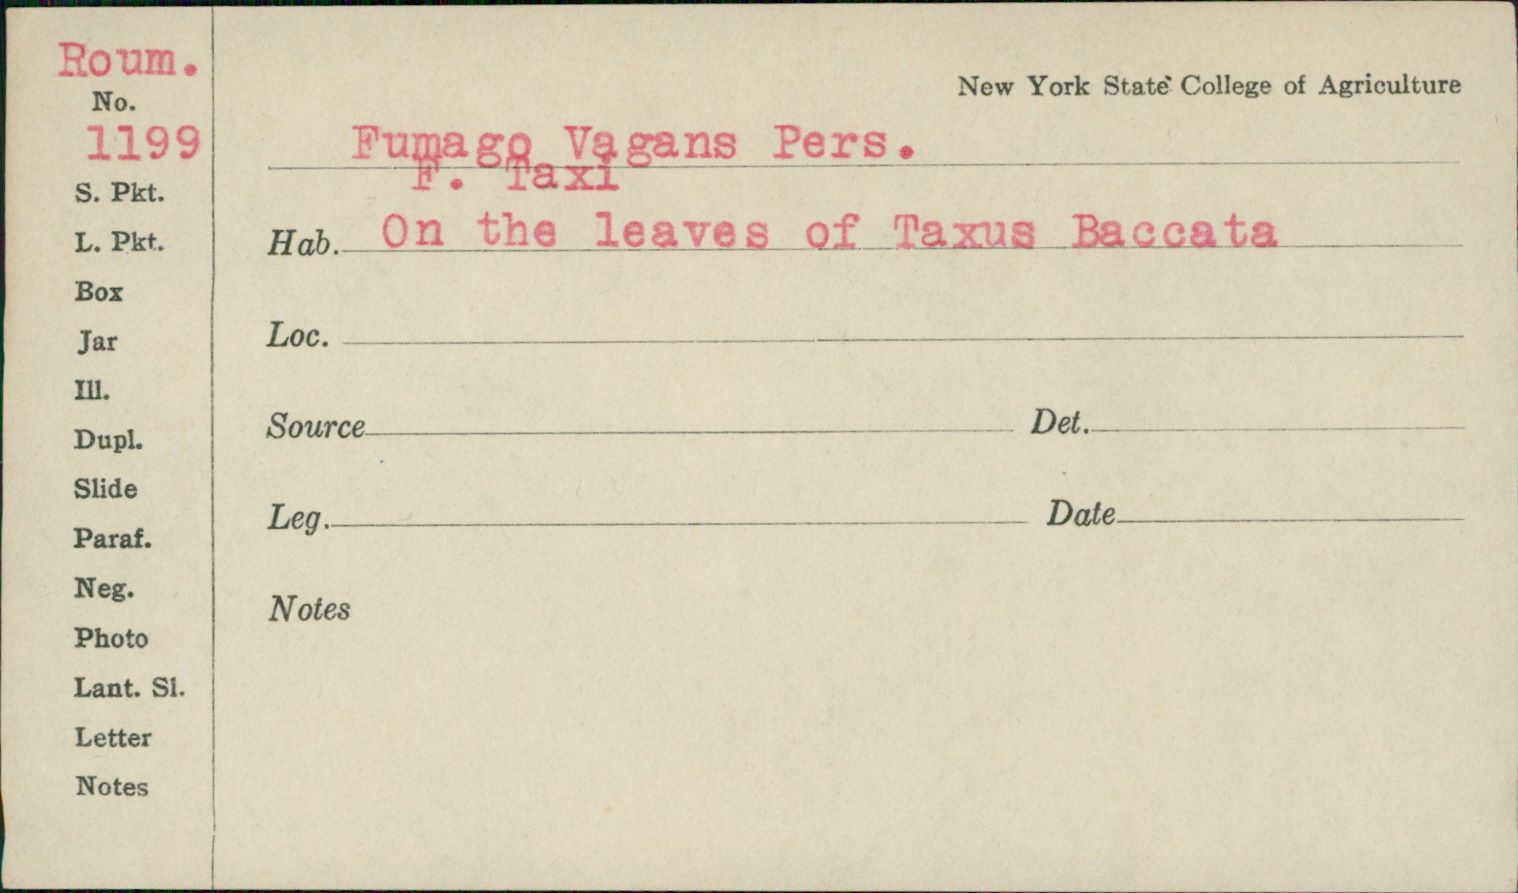 Roum.
No.
1199
S. Pkt.
L. Pkt.
Box
Jar
Ill.
Dupl.
Slide
Paraf.
Neg.
Photo
Lant. Sl.
Letter
Notes
New York State College of Agriculture
Fumago Vagans Pers.
F. Taxi
Hab. On the leaves of Taxus Baccata
Loc.
Source Det.
Leg. Date
Notes